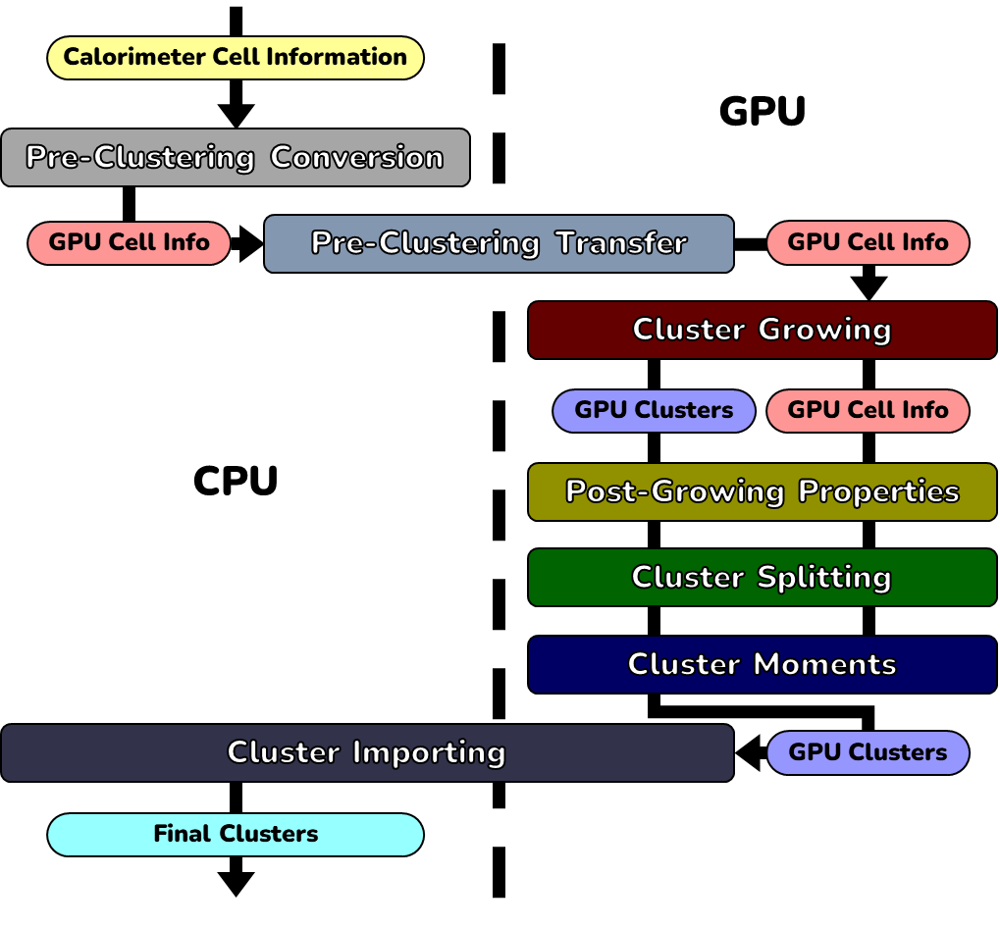 Calorimeter Cell Information
GPU
Pre-Clustering Conversion
GPU Cell Info
Pre-Clustering Transfer
GPU Cell Info
Cluster Growing
GPU Clusters
GPU Cell Info
CPU
Post-Growing Properties
Cluster Splitting
Cluster Moments
Cluster Importing
GPU Clusters
Final Clusters